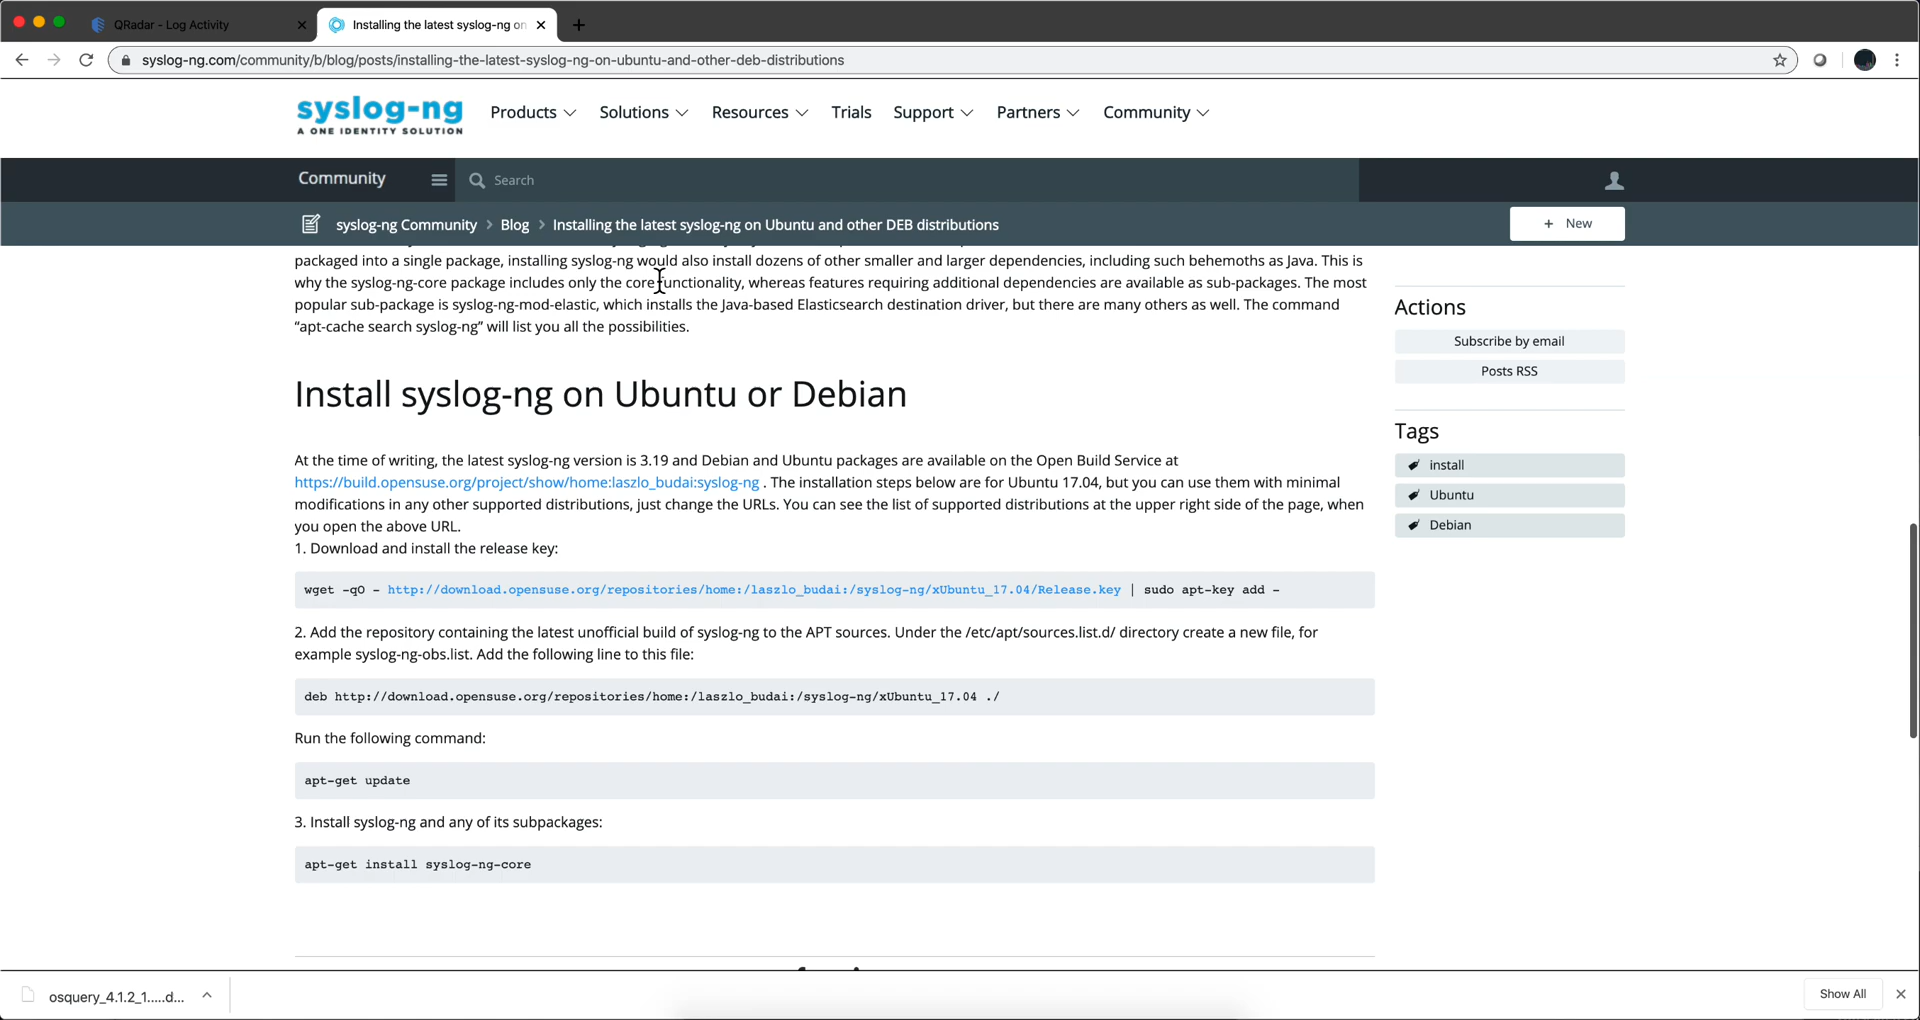 QRadar - Log Activity
Installing the latest syslog-ng on
syslog-ng.com/community/b/blog/posts/installing-the-latest-syslog-ng-on-ubuntu-and-other-deb-distributions
syslog-ng
A ONE IDENTITY SOLUTION
Products
Solutions
Resources
Trials
Support
Partners
Community
Community
Search
syslog-ng Community > Blog > Installing the latest syslog-ng on Ubuntu and other DEB distributions
+ New
packaged into a single package, installing syslog-ng would also install dozens of other smaller and larger dependencies, including such behemoths as Java. This is
why the syslog-ng-core package includes only the core functionality, whereas features requiring additional dependencies are available as sub-packages. The most
popular sub-package is syslog-ng-mod-elastic, which installs the Java-based Elasticsearch destination driver, but there are many others as well. The command
“apt-cache search syslog-ng” will list you all the possibilities.
Install syslog-ng on Ubuntu or Debian
At the time of writing, the latest syslog-ng version is 3.19 and Debian and Ubuntu packages are available on the Open Build Service at
https://build.opensuse.org/project/show/home:laszlo_budai:syslog-ng . The installation steps below are for Ubuntu 17.04, but you can use them with minimal
modifications in any other supported distributions, just change the URLs. You can see the list of supported distributions at the upper right side of the page, when
you open the above URL.
1. Download and install the release key:
wget -qO - http://download.opensuse.org/repositories/home:/laszlo_budai:/syslog-ng/xUbuntu_17.04/Release.key | sudo apt-key add -
2. Add the repository containing the latest unofficial build of syslog-ng to the APT sources. Under the /etc/apt/sources.list.d/ directory create a new file, for
example syslog-ng-obs.list. Add the following line to this file:
deb http://download.opensuse.org/repositories/home:/laszlo_budai:/syslog-ng/xUbuntu_17.04 ./
Run the following command:
apt-get update
3. Install syslog-ng and any of its subpackages:
apt-get install syslog-ng-core
Actions
Subscribe by email
Posts RSS
Tags
install
Ubuntu
Debian
osquery_4.1.2_1.....d...
Show All